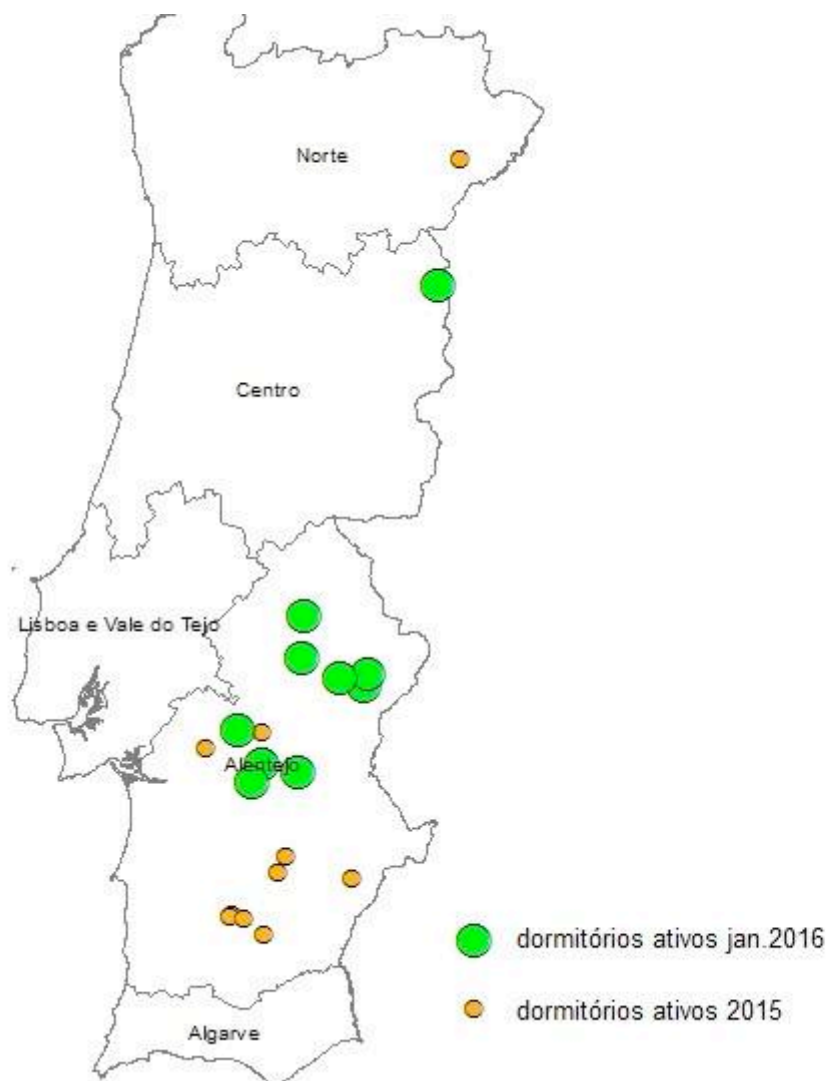 Norte
Centro
Lisboa e Vale do Tejo
Alentejo
dormitórios ativos jan.2016
dormitórios ativos 2015
Algarve